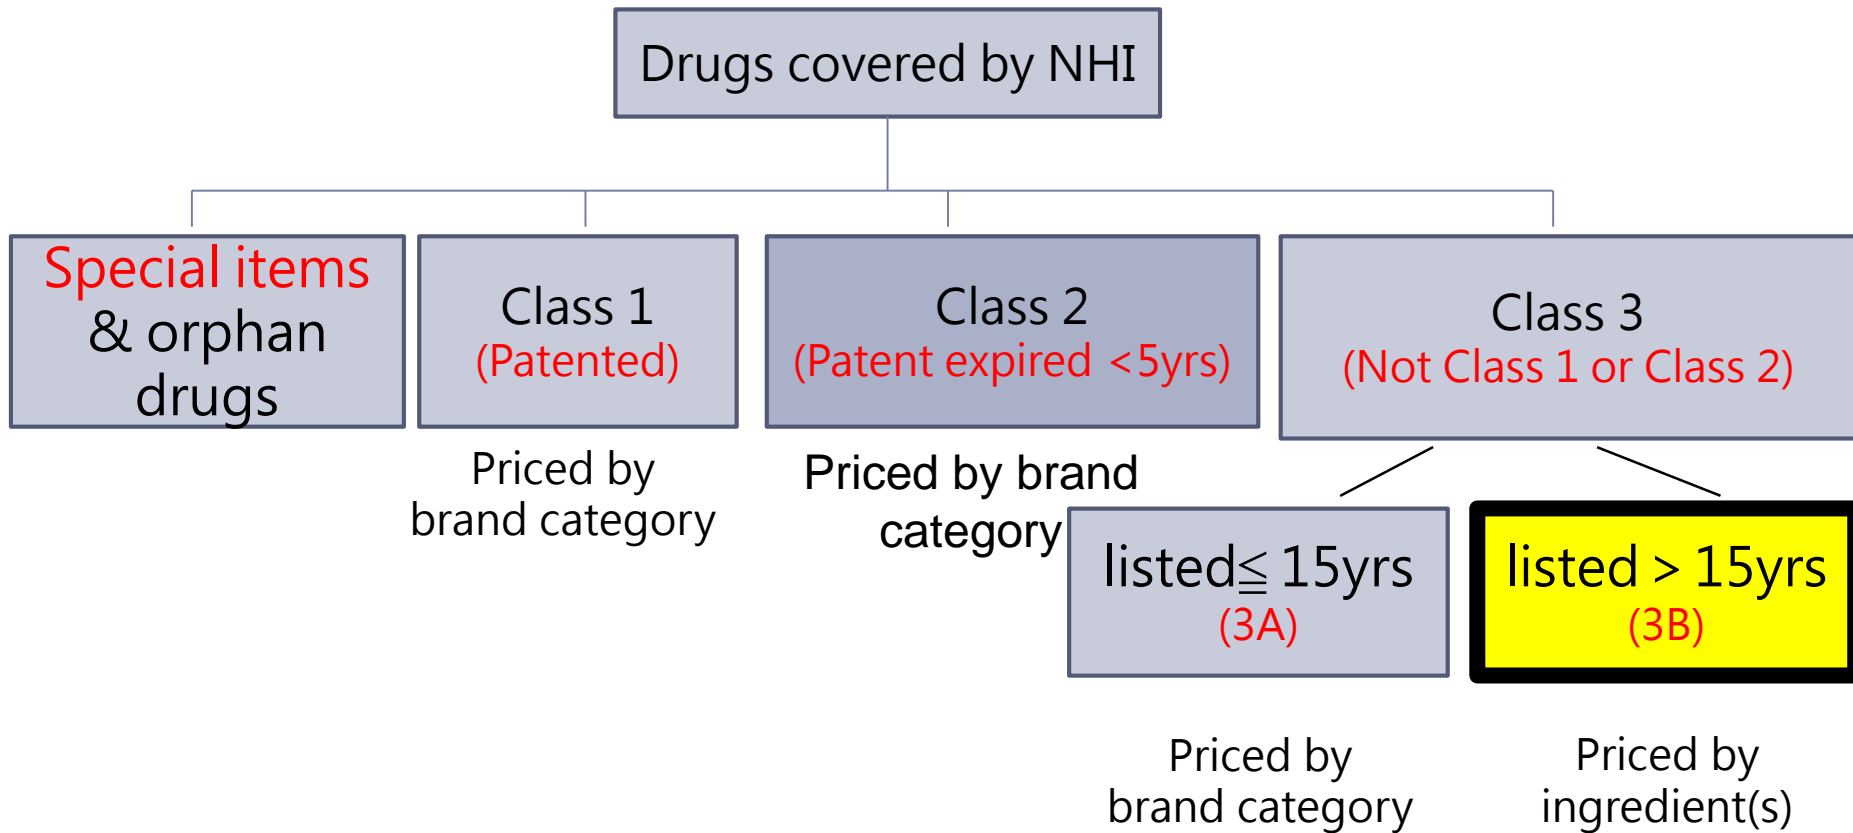 Drugs covered by NHI
Special items
& orphan
drugs
Class 1
(Patented)
Class 2
(Patent expired <5yrs)
Class 3
(Not Class 1 or Class 2)
Priced by
brand category
Priced by brand
category
listed≦ 15yrs
(3A)
listed > 15yrs
(3B)
Priced by
brand category
Priced by
ingredient(s)